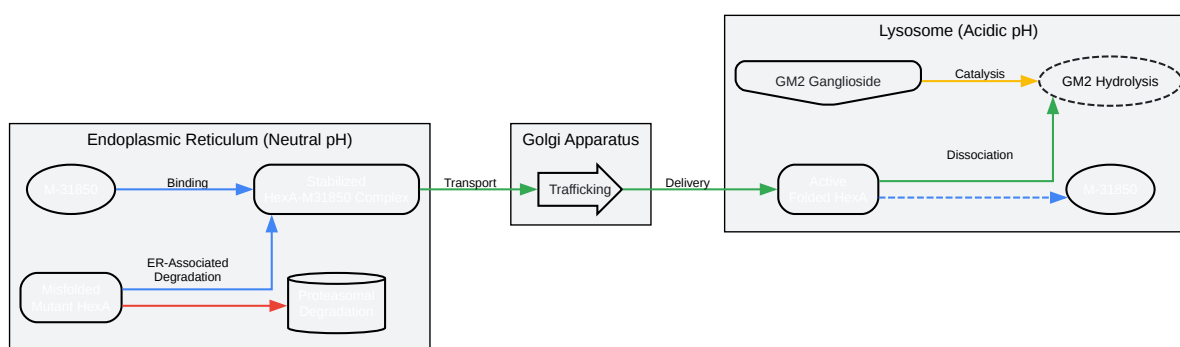 Endoplasmic Reticulum (Neutral pH)
M-31850
Binding
Stabilized
HexA-M31850 Complex
Misfolded
Mutant HexA
ER-Associated
Degradation
Proteasomal
Degradation
Transport
Golgi Apparatus
Trafficking
Delivery
Lysosome (Acidic pH)
GM2 Ganglioside
Catalysis
GM2 Hydrolysis
Active
Folded HexA
Dissociation
M-31850